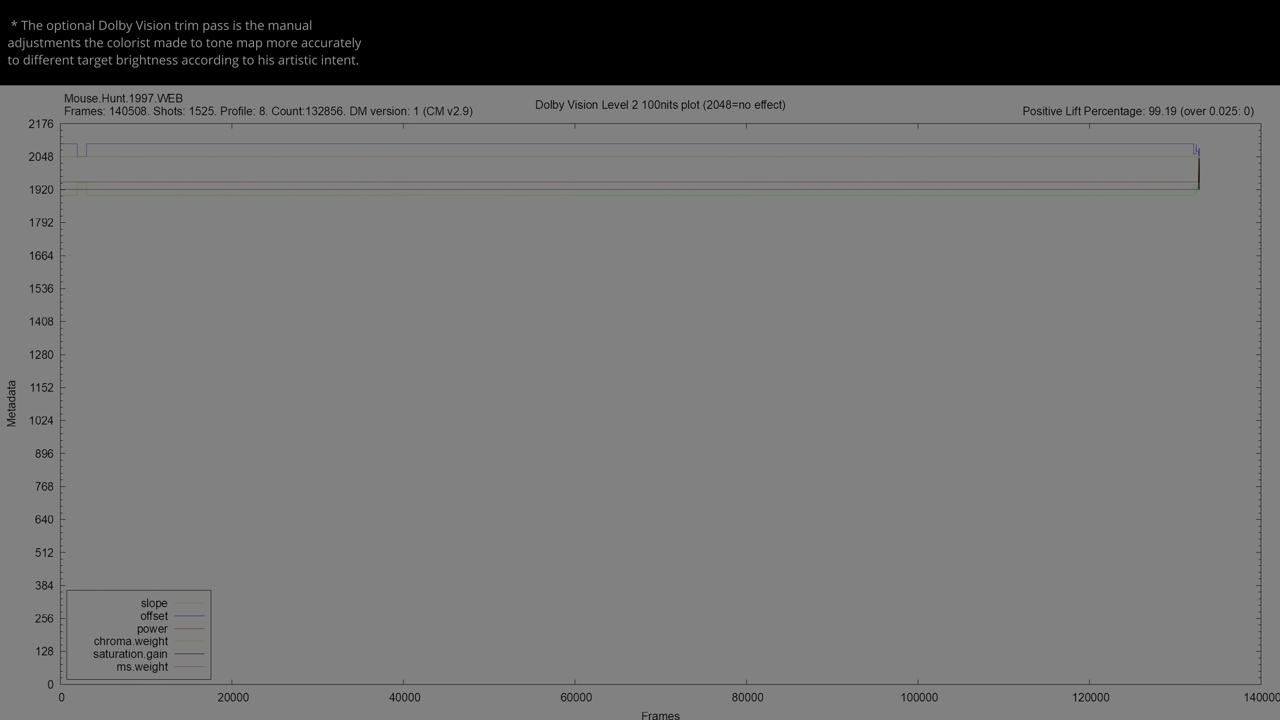 * The optional Dolby Vision trim pass is the manual
adjustments the colorist made to tone map more accurately
to different target brightness according to his artistic intent.
Mouse.Hunt.1997.WEB
Frames: 140508. Shots: 1525. Profile: 8. Count:132856. DM version: 1 (CM v2.9)
Dolby Vision Level 2 100nits plot (2048=no effect)
Positive Lift Percentage: 99.19 (over 0.025: 0)
2176
2048
1920
1792
1664
1536
1408
1280
1152
1024
896
768
640
512
384
256
128
0
Metadata
slope
offset
power
chroma.weight
saturation.gain
ms.weight
0
20000
40000
60000
80000
100000
120000
140000
Frames